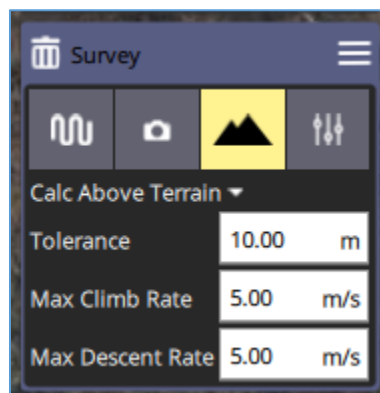 Survey
Calc Above Terrain
Tolerance 10.00 m
Max Climb Rate 5.00 m/s
Max Descent Rate 5.00 m/s